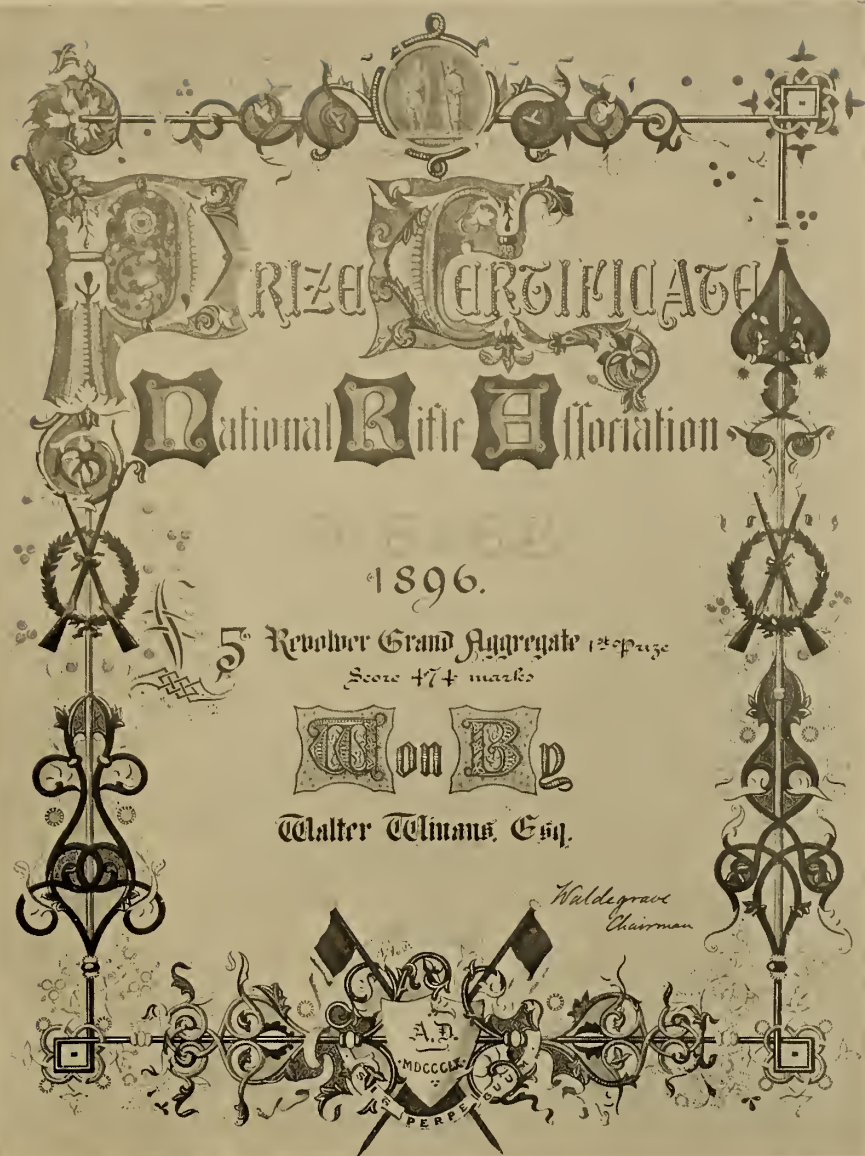 PRIZE CERTIFICATE
National Rifle Association
1896.
5 Revolver Grand Aggregate 1st Prize
Score 474 marks
Won By
Walter Winans, Esq.
Waldegrave
Chairman
A.D.
MDCCCLX